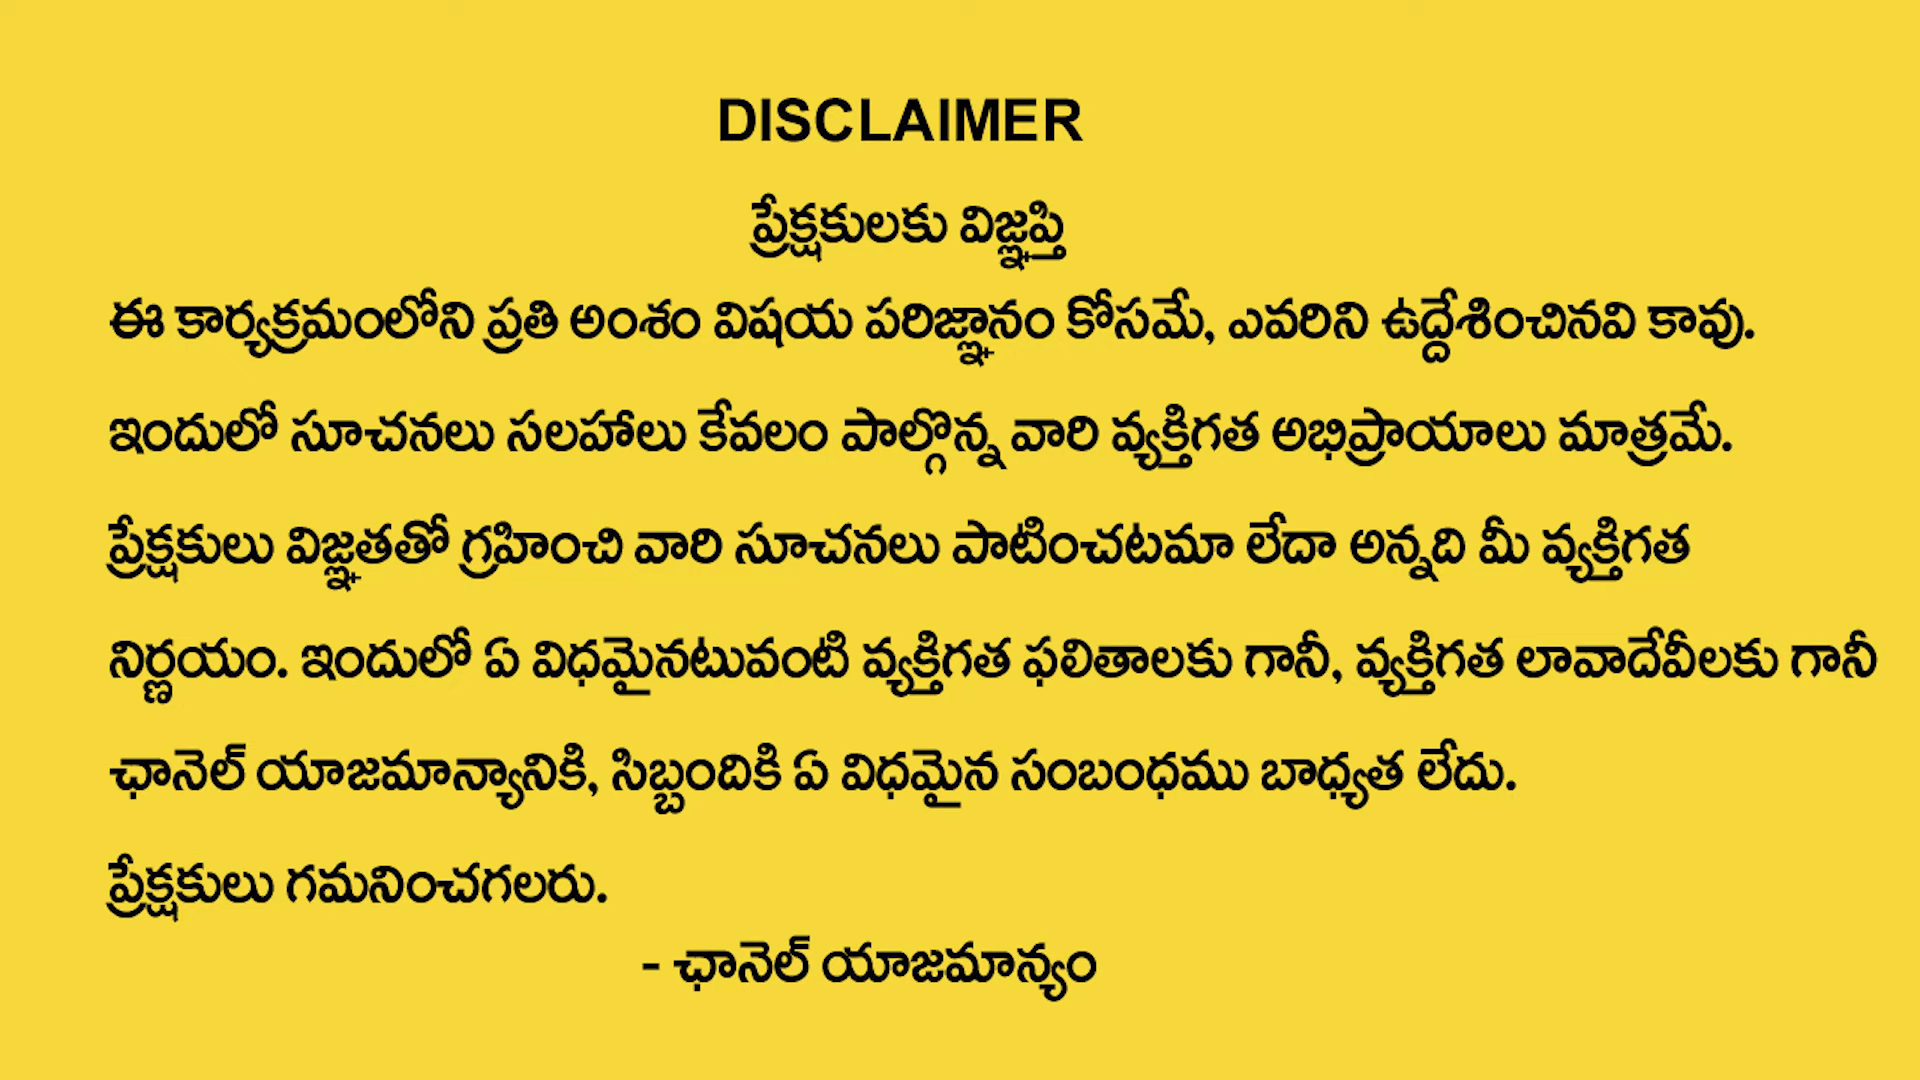 DISCLAIMER
ప్రేక్షకులకు విజ్ఞప్తి
ఈ కార్యక్రమంలోని ప్రతి అంశం విషయ పరిజ్ఞానం కోసమే, ఎవరిని ఉద్దేశించినవి కావు.
ఇందులో సూచనలు సలహాలు కేవలం పాల్గొన్న వారి వ్యక్తిగత అభిప్రాయాలు మాత్రమే.
ప్రేక్షకులు విజ్ఞతతో గ్రహించి వారి సూచనలు పాటించటమా లేదా అన్నది మీ వ్యక్తిగత
నిర్ణయం. ఇందులో ఏ విధమైనటువంటి వ్యక్తిగత ఫలితాలకు గానీ, వ్యక్తిగత లావాదేవీలకు గానీ
ఛానెల్ యాజమాన్యానికి, సిబ్బందికి ఏ విధమైన సంబంధము బాధ్యత లేదు.
ప్రేక్షకులు గమనించగలరు.
- ఛానెల్ యాజమాన్యం